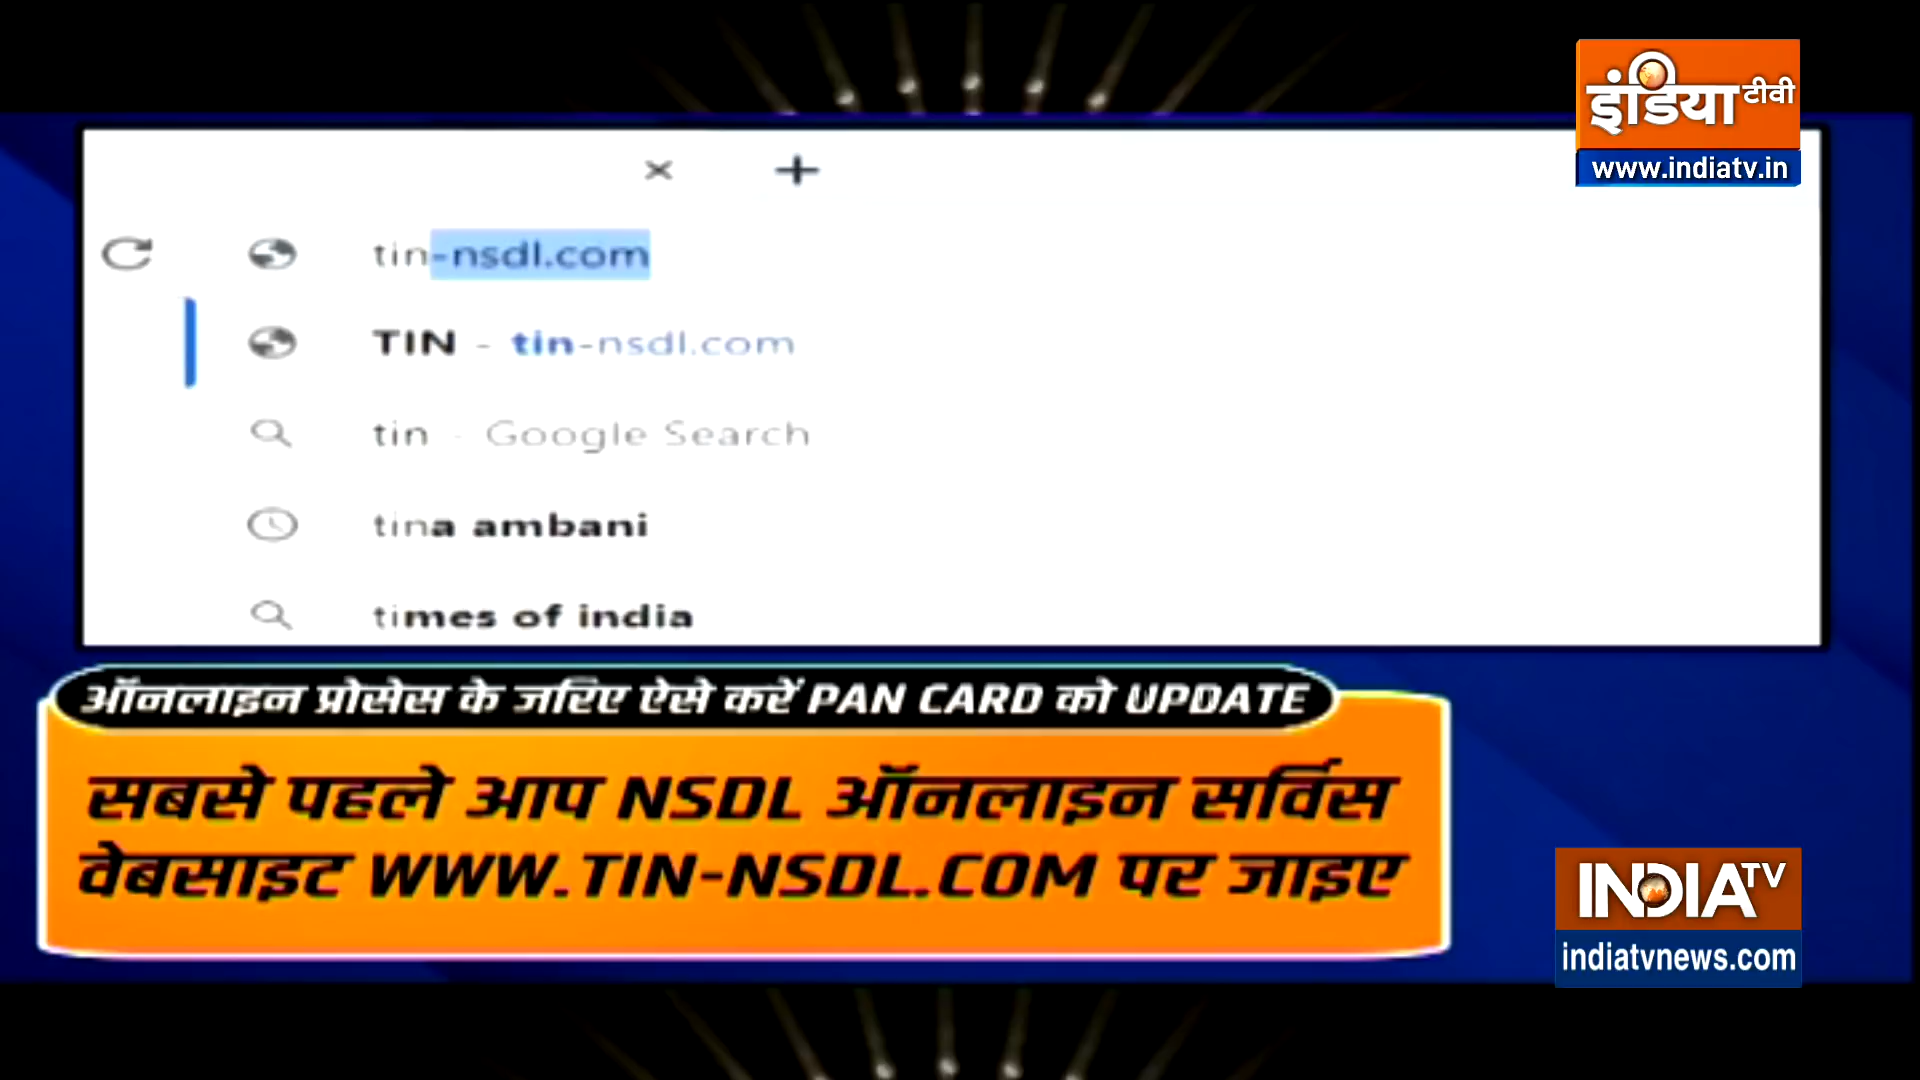 इंडिया टीवी
www.indiatv.in
tin-nsdl.com
TIN - tin-nsdl.com
tin - Google Search
tina ambani
times of india
ऑनलाइन प्रोसेस के जरिए ऐसे करें PAN CARD को UPDATE
सबसे पहले आप NSDL ऑनलाइन सर्विस
वेबसाइट WWW.TIN-NSDL.COM पर जाइए
INDIA TV
indiatvnews.com